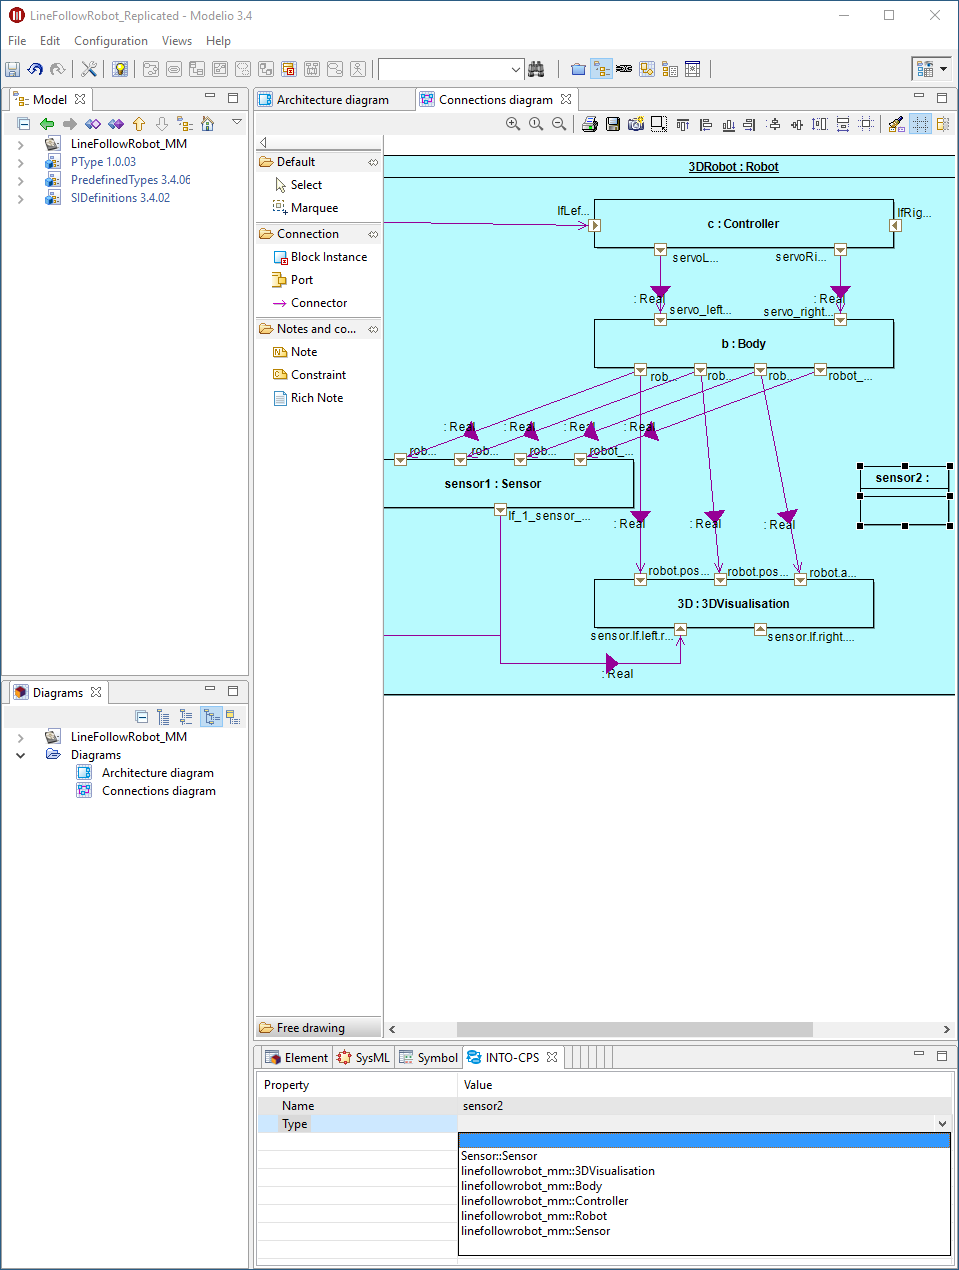 LineFollowRobot_Replicated - Modelio 3.4
File Edit Configuration Views Help
Model
LineFollowRobot_MM
PType 1.0.03
PredefinedTypes 3.4.06
SIDefinitions 3.4.02
Architecture diagram Connections diagram
Default
Select
Marquee
Connection
Block Instance
Port
Connector
Notes and co...
Note
Constraint
Rich Note
Free drawing
3DRobot : Robot
lfLef... lfRig...
c : Controller
servoL... servoRi...
: Real : Real
servo_left... servo_right...
b : Body
rob... rob... rob... robot_...
: Real : Real : Real : Real
rob... rob... rob... robot_...
sensor1 : Sensor
sensor2 :
lf_1_sensor_...
: Real : Real : Real
robot.pos... robot.pos... robot.a...
3D : 3DVisualisation
sensor.lf.left.r... sensor.lf.right....
: Real
Diagrams
LineFollowRobot_MM
Diagrams
Architecture diagram
Connections diagram
Element SysML Symbol INTO-CPS
Property Value
Name sensor2
Type
Sensor::Sensor
linefollowrobot_mm::3DVisualisation
linefollowrobot_mm::Body
linefollowrobot_mm::Controller
linefollowrobot_mm::Robot
linefollowrobot_mm::Sensor